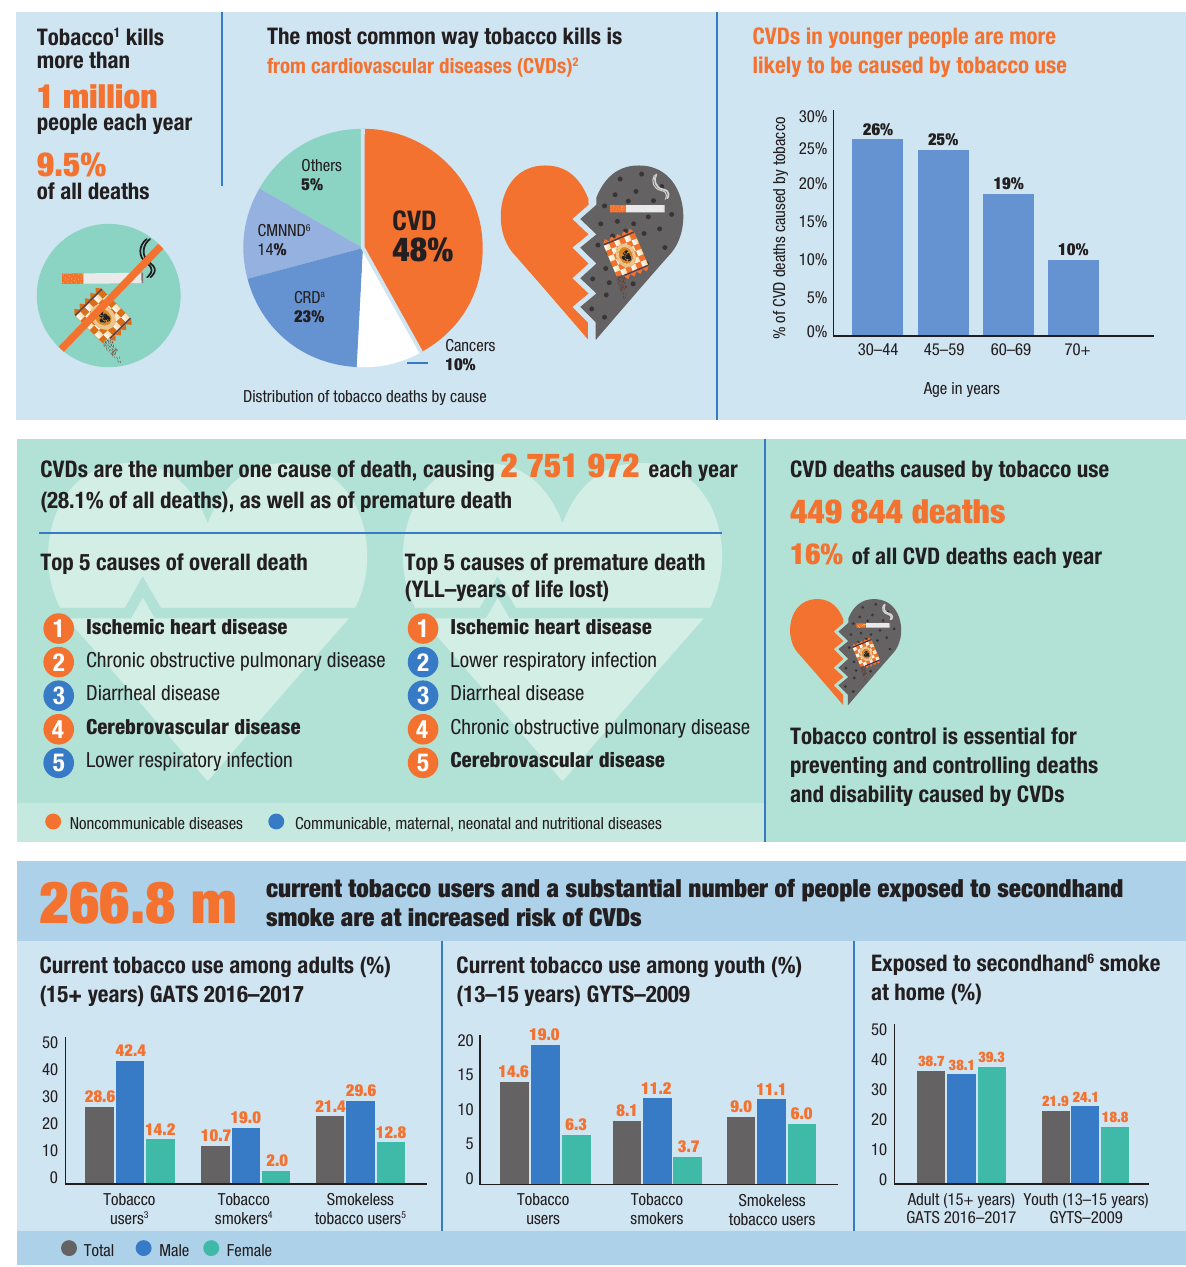 Tobacco¹ kills
more than
1 million
people each year
9.5%
of all deaths
The most common way tobacco kills is
from cardiovascular diseases (CVDs)²
Others
5%
CMNND⁶
14%
CRDª
23%
CVD
48%
Cancers
10%
Distribution of tobacco deaths by cause
CVDs in younger people are more
likely to be caused by tobacco use
% of CVD deaths caused by tobacco
30%
25%
20%
15%
10%
5%
0%
26%
25%
19%
10%
30–44
45–59
60–69
70+
Age in years
CVDs are the number one cause of death, causing 2 751 972 each year
(28.1% of all deaths), as well as of premature death
Top 5 causes of overall death
1 Ischemic heart disease
2 Chronic obstructive pulmonary disease
3 Diarrheal disease
4 Cerebrovascular disease
5 Lower respiratory infection
Top 5 causes of premature death
(YLL–years of life lost)
1 Ischemic heart disease
2 Lower respiratory infection
3 Diarrheal disease
4 Chronic obstructive pulmonary disease
5 Cerebrovascular disease
Noncommunicable diseases
Communicable, maternal, neonatal and nutritional diseases
CVD deaths caused by tobacco use
449 844 deaths
16% of all CVD deaths each year
Tobacco control is essential for
preventing and controlling deaths
and disability caused by CVDs
266.8 m
current tobacco users and a substantial number of people exposed to secondhand
smoke are at increased risk of CVDs
Current tobacco use among adults (%)
(15+ years) GATS 2016–2017
50
40
30
20
10
0
28.6
42.4
14.2
10.7
19.0
2.0
21.4
29.6
12.8
Tobacco
users³
Tobacco
smokers⁴
Smokeless
tobacco users⁵
Current tobacco use among youth (%)
(13–15 years) GYTS–2009
20
15
10
5
0
14.6
19.0
6.3
8.1
11.2
3.7
9.0
11.1
6.0
Tobacco
users
Tobacco
smokers
Smokeless
tobacco users
Exposed to secondhand⁶ smoke
at home (%)
50
40
30
20
10
0
38.7
38.1
39.3
21.9
24.1
18.8
Adult (15+ years)
GATS 2016–2017
Youth (13–15 years)
GYTS–2009
Total
Male
Female